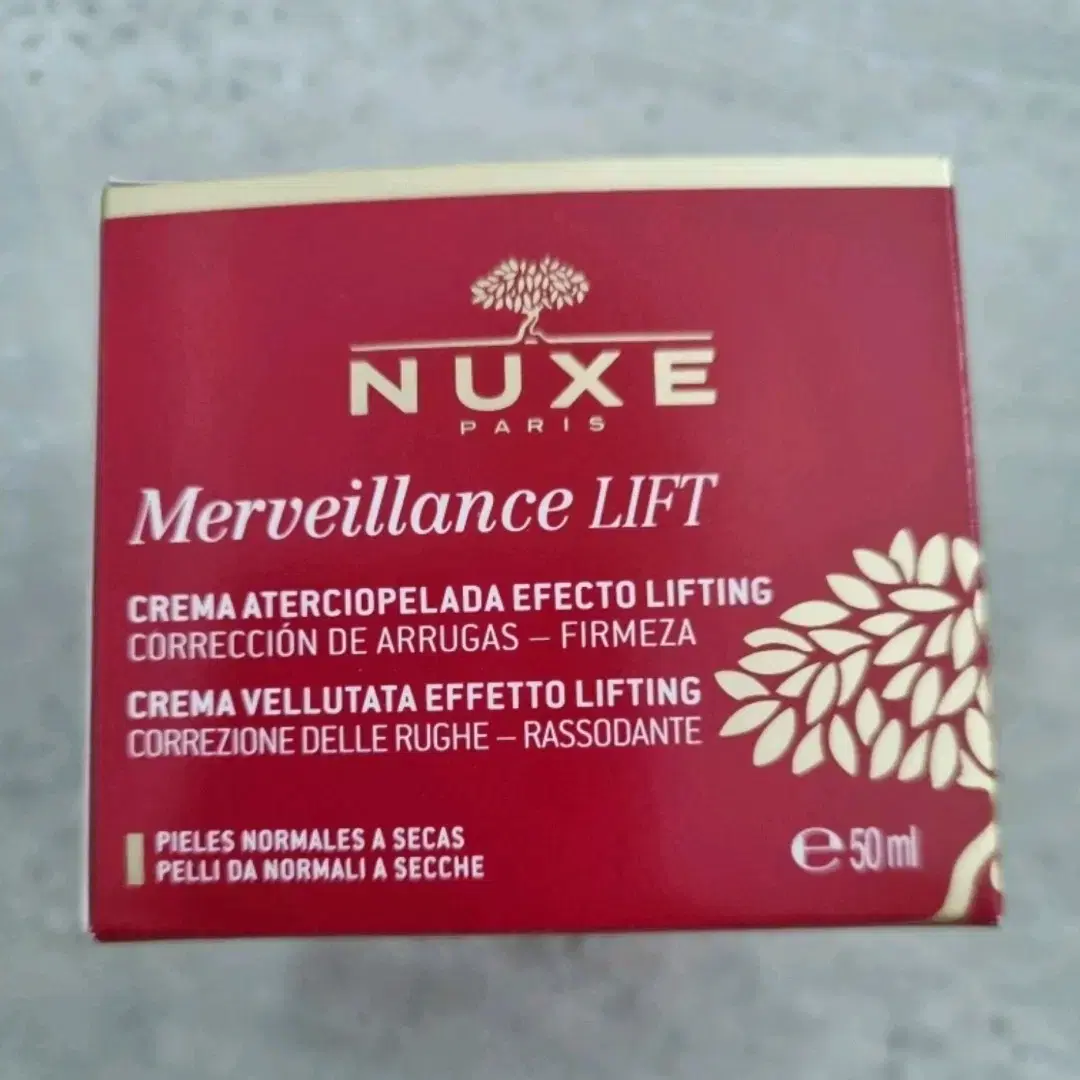 NUXE
PARIS
Merveillance LIFT
CREMA ATERCIOPELADA EFECTO LIFTING
CORRECCIÓN DE ARRUGAS – FIRMEZA
CREMA VELLUTATA EFFETTO LIFTING
CORREZIONE DELLE RUGHE – RASSODANTE
PIELES NORMALES A SECAS
PELLI DA NORMALI A SECCHE
℮ 50 ml